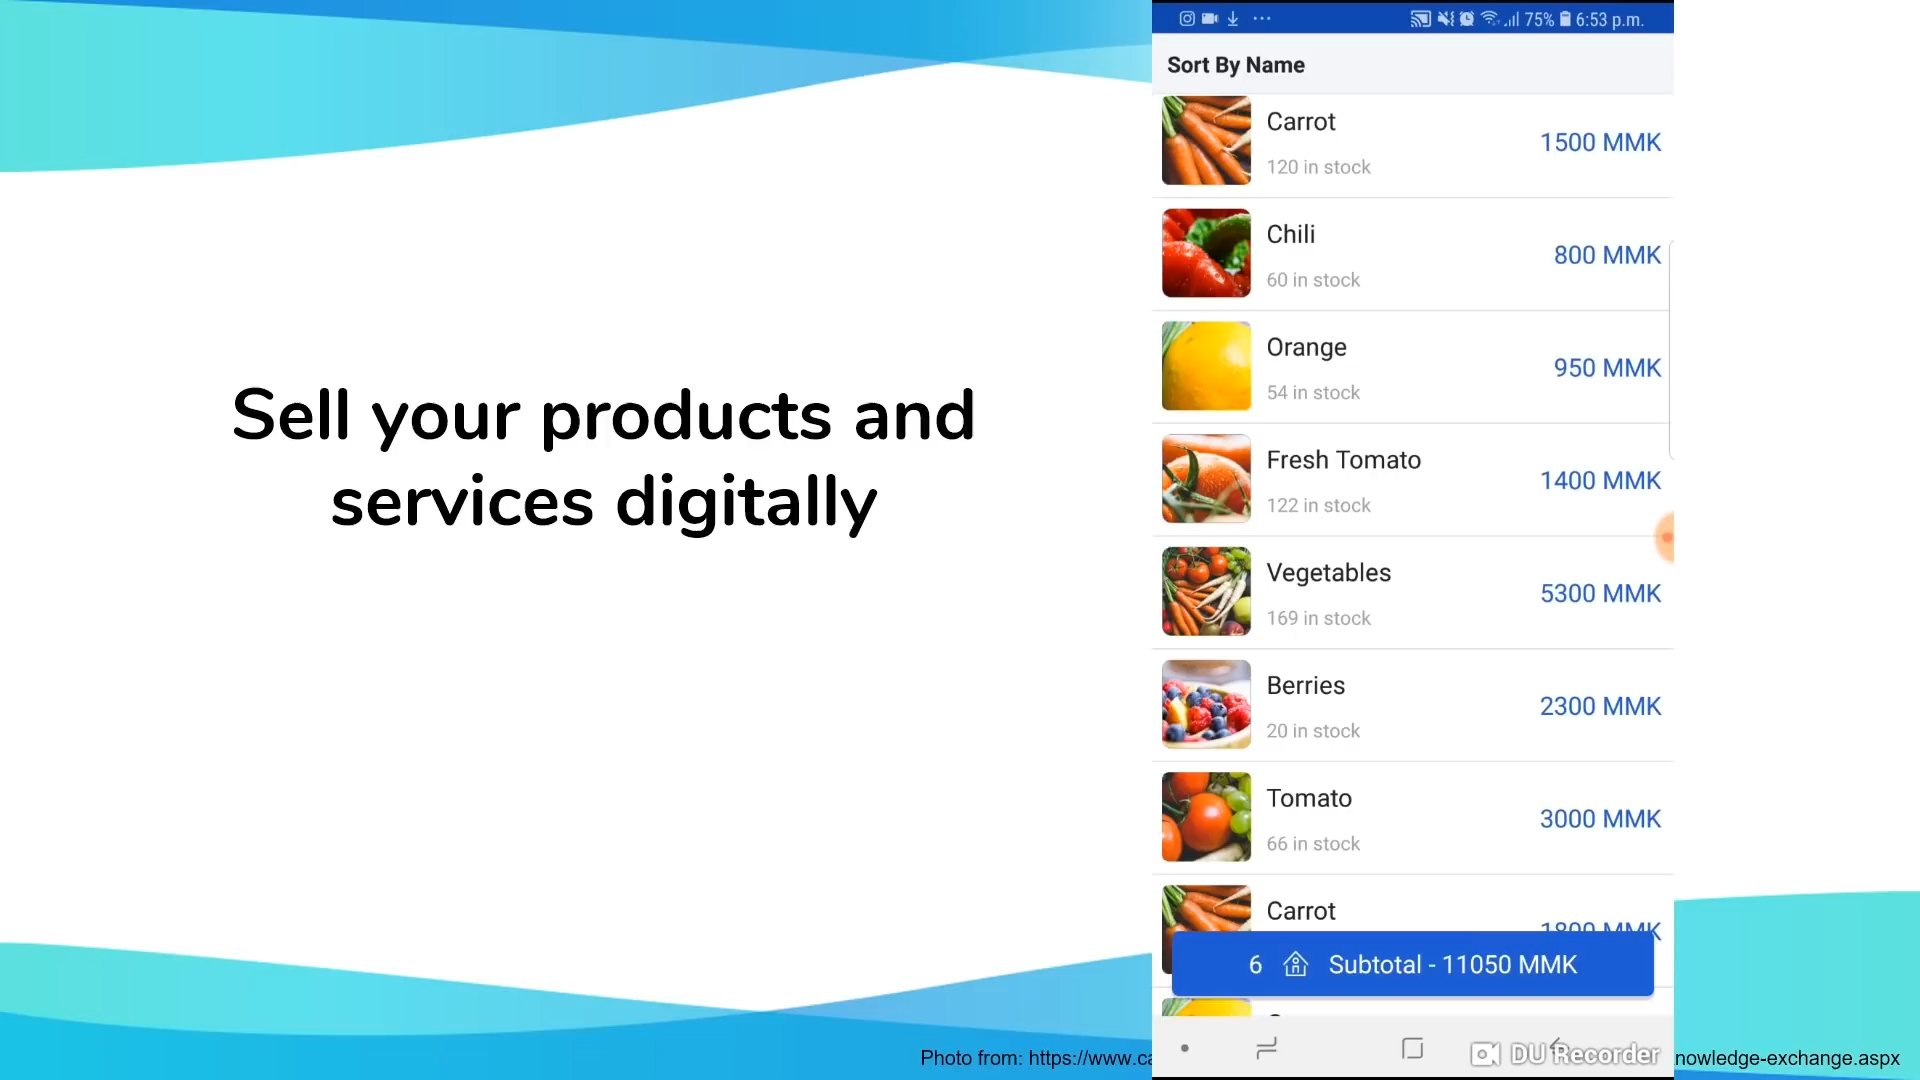 Sell your products and
services digitally
75% 6:53 p.m.
Sort By Name
Carrot
1500 MMK
120 in stock
Chili
800 MMK
60 in stock
Orange
950 MMK
54 in stock
Fresh Tomato
1400 MMK
122 in stock
Vegetables
5300 MMK
169 in stock
Berries
2300 MMK
20 in stock
Tomato
3000 MMK
66 in stock
Carrot
1800 MMK
6 Subtotal - 11050 MMK
DU Recorder
Photo from: https://www.ca
nowledge-exchange.aspx